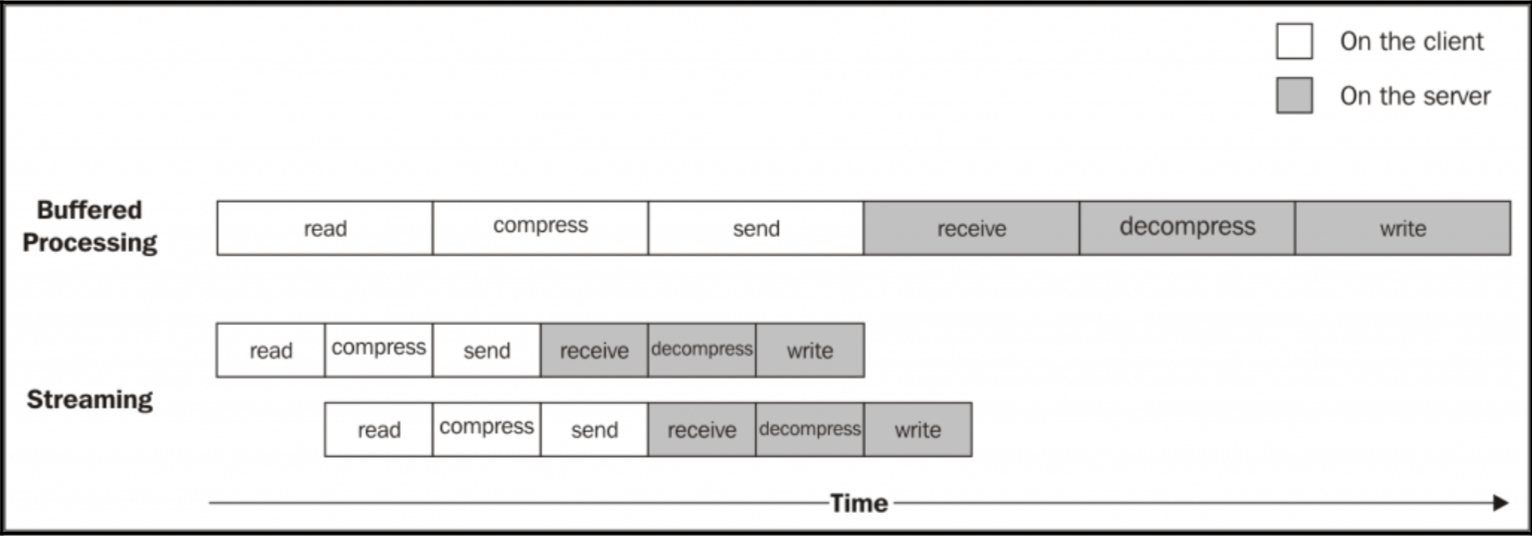 On the client
On the server
Buffered
Processing
read compress send receive decompress write
read compress send receive decompress write
Streaming
read compress send receive decompress write
Time